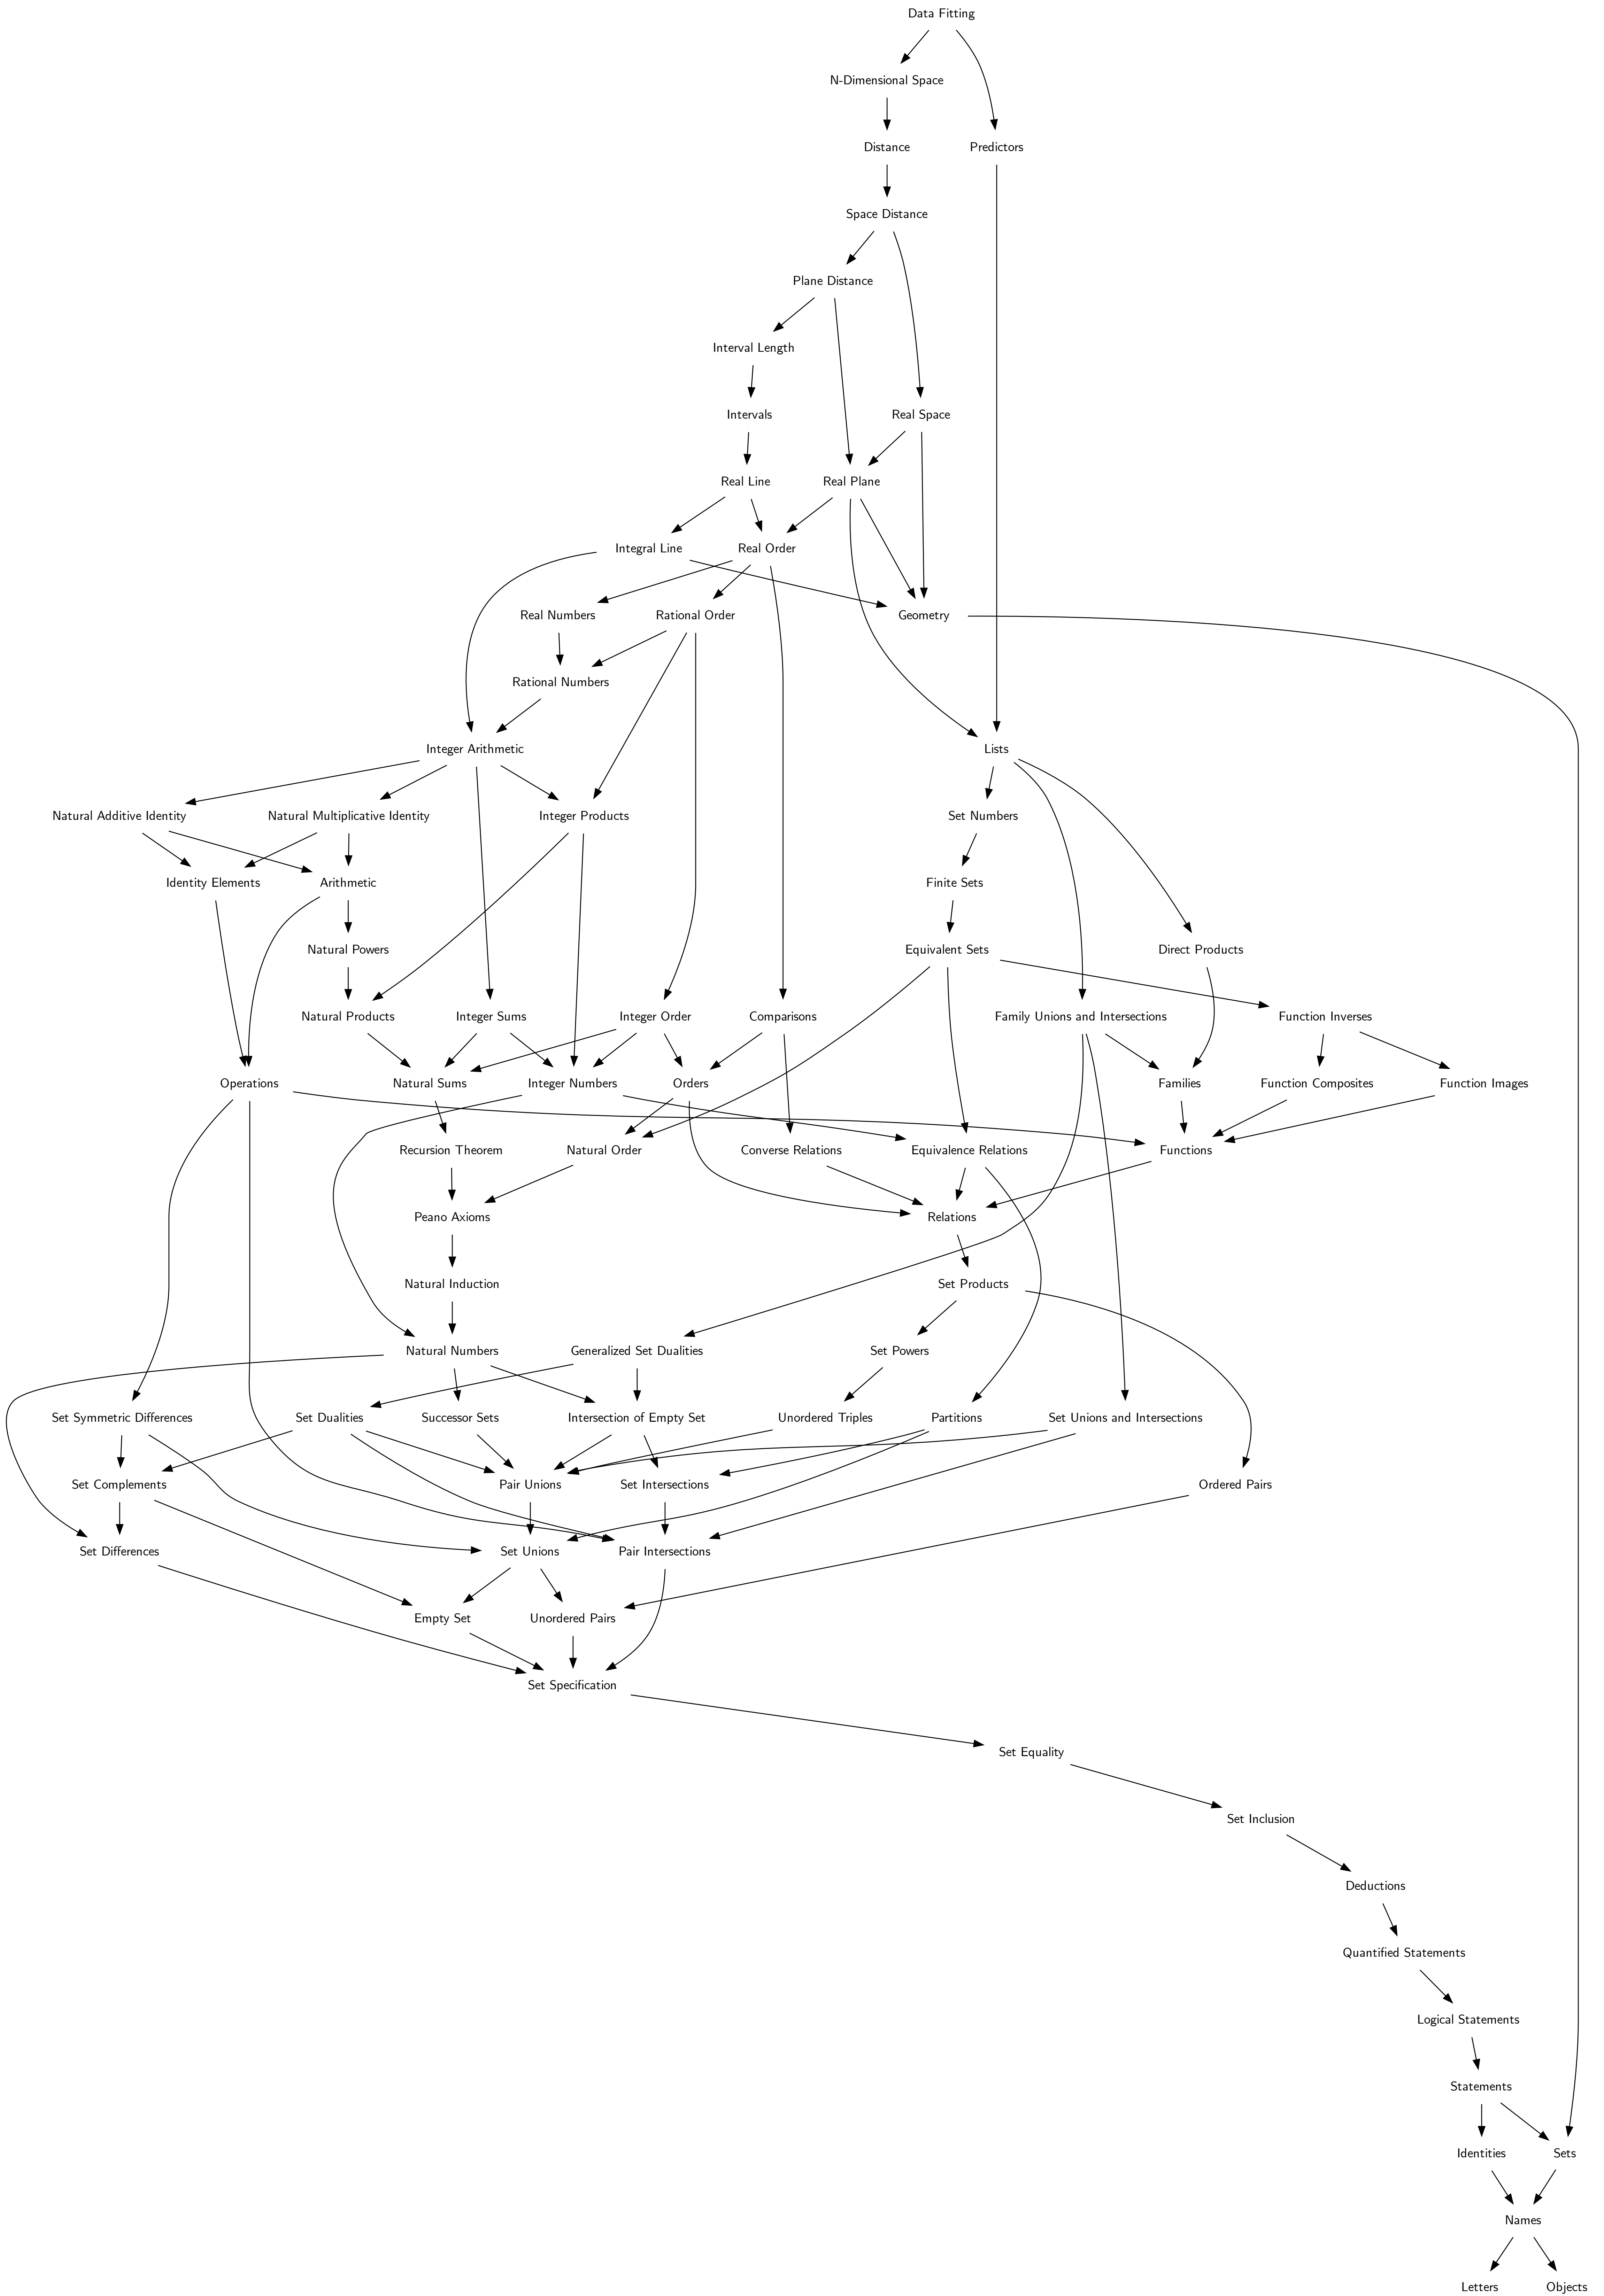 Data Fitting
N-Dimensional Space
Distance
Predictors
Space Distance
Plane Distance
Interval Length
Intervals
Real Space
Real Line
Real Plane
Integral Line
Real Order
Real Numbers
Rational Order
Geometry
Rational Numbers
Integer Arithmetic
Lists
Natural Additive Identity
Natural Multiplicative Identity
Integer Products
Set Numbers
Identity Elements
Arithmetic
Finite Sets
Natural Powers
Equivalent Sets
Direct Products
Natural Products
Integer Sums
Integer Order
Comparisons
Family Unions and Intersections
Function Inverses
Operations
Natural Sums
Integer Numbers
Orders
Families
Function Composites
Function Images
Recursion Theorem
Natural Order
Converse Relations
Equivalence Relations
Functions
Peano Axioms
Relations
Natural Induction
Set Products
Natural Numbers
Generalized Set Dualities
Set Powers
Set Symmetric Differences
Set Dualities
Successor Sets
Intersection of Empty Set
Unordered Triples
Partitions
Set Unions and Intersections
Set Complements
Pair Unions
Set Intersections
Ordered Pairs
Set Differences
Set Unions
Pair Intersections
Empty Set
Unordered Pairs
Set Specification
Set Equality
Set Inclusion
Deductions
Quantified Statements
Logical Statements
Statements
Identities
Sets
Names
Letters
Objects